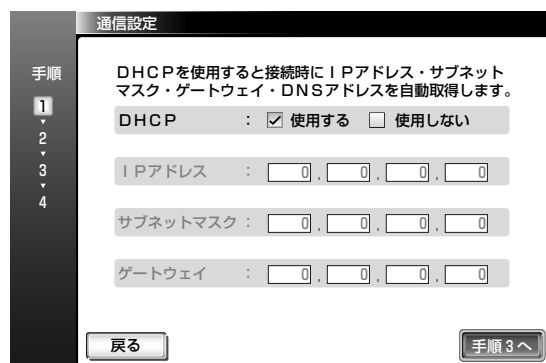 通信設定
手順
1
2
3
4
DHCPを使用すると接続時にIPアドレス・サブネット
マスク・ゲートウェイ・DNSアドレスを自動取得します。
DHCP : 使用する 使用しない
IPアドレス : 0 . 0 . 0 . 0
サブネットマスク : 0 . 0 . 0 . 0
ゲートウェイ : 0 . 0 . 0 . 0
戻る
手順3へ